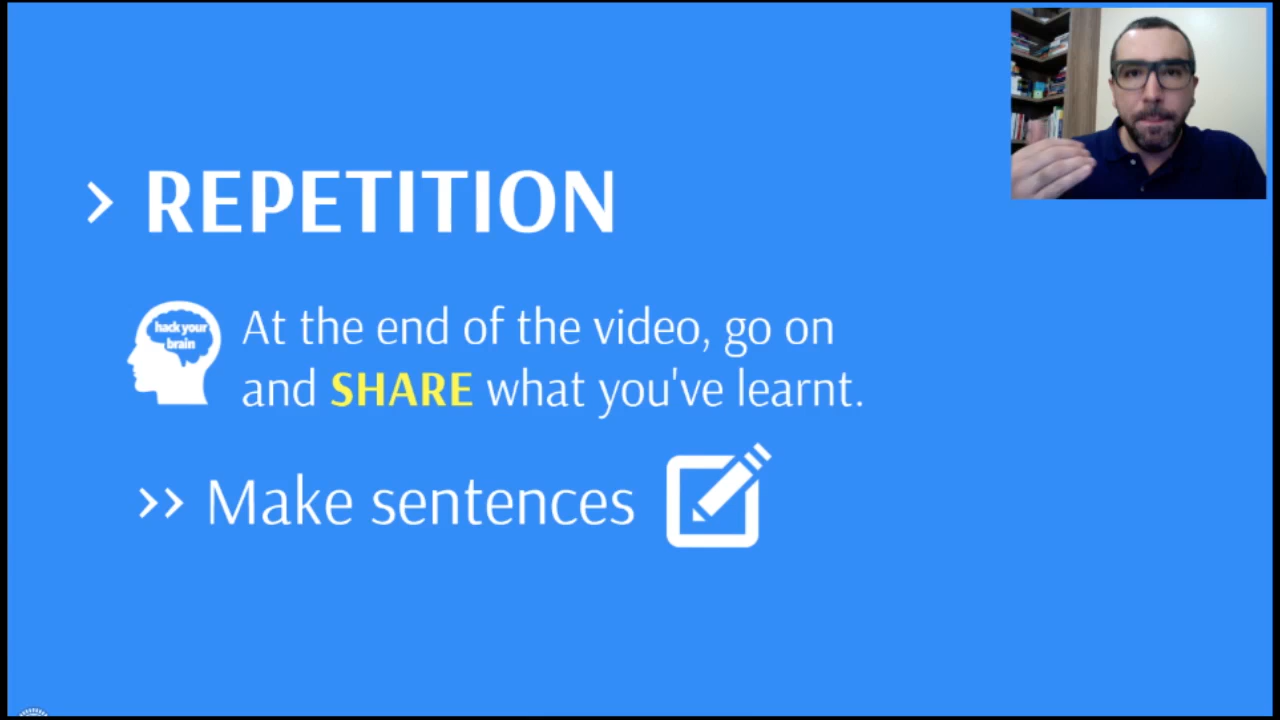 > REPETITION
hack your
brain
At the end of the video, go on
and SHARE what you've learnt.
>> Make sentences